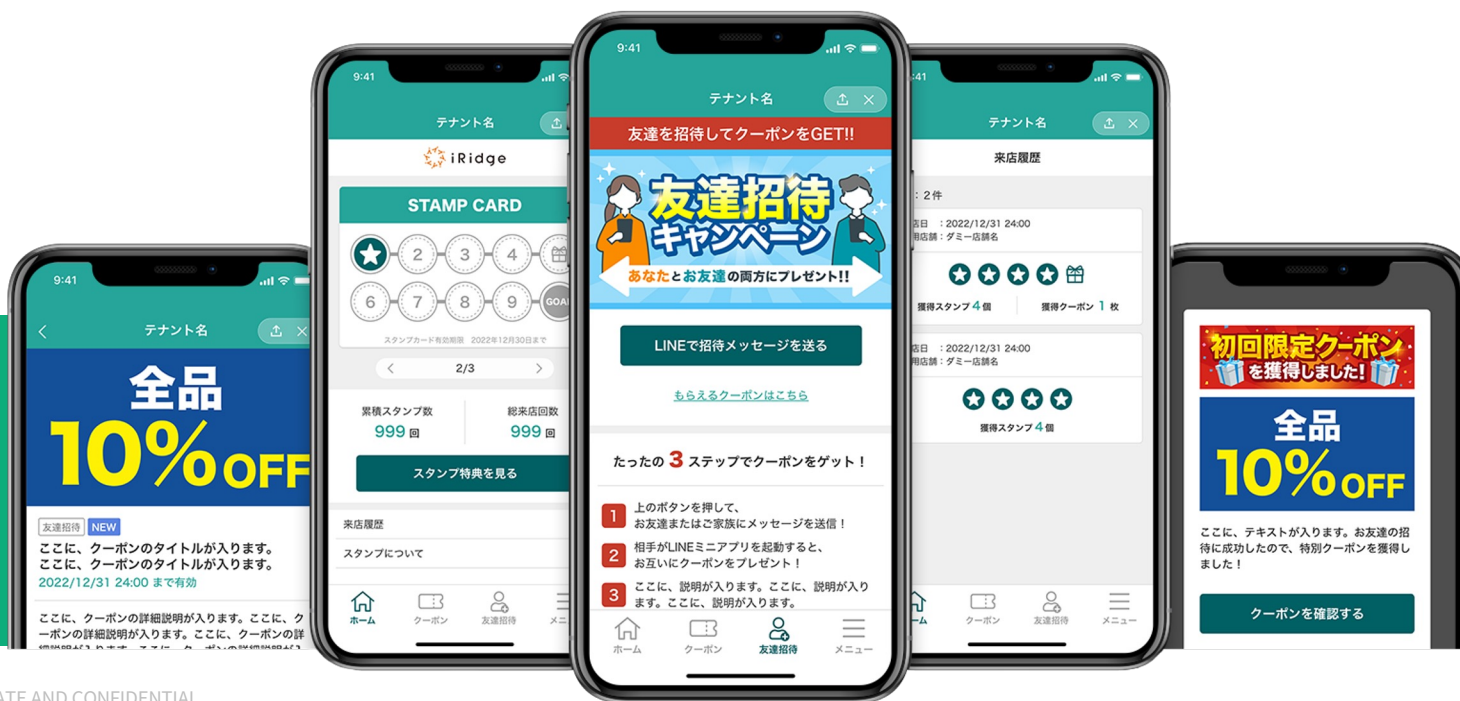 9:41
テナント名
全品
10%OFF
友達招待 NEW
ここに、クーポンのタイトルが入ります。
ここに、クーポンのタイトルが入ります。
2022/12/31 24:00 まで有効
ここに、クーポンの詳細説明が入ります。ここに、ク
ーポンの詳細説明が入ります。ここに、クーポンの詳
9:41
テナント名
iRidge
STAMP CARD
2 3 4
6 7 8 9 GOAL
スタンプカード有効期限 2022年12月30日まで
2/3
累積スタンプ数 総来店回数
999 回 999 回
スタンプ特典を見る
来店履歴
スタンプについて
ホーム クーポン 友達招待 メニ
9:41
テナント名
友達を招待してクーポンをGET!!
友達招待
キャンペーン
あなたとお友達の両方にプレゼント!!
LINEで招待メッセージを送る
もらえるクーポンはこちら
たったの 3 ステップでクーポンをゲット！
1 上のボタンを押して、
お友達またはご家族にメッセージを送信！
2 相手がLINEミニアプリを起動すると、
お互いにクーポンをプレゼント！
3 ここに、説明が入ります。ここに、説明が入り
ます。ここに、説明が入ります。
ホーム クーポン 友達招待 メニュー
:41
テナント名
来店履歴
：2件
店日 ：2022/12/31 24:00
用店舗：ダミー店舗名
獲得スタンプ 4 個 獲得クーポン 1 枚
店日 ：2022/12/31 24:00
用店舗：ダミー店舗名
獲得スタンプ 4 個
ーム クーポン 友達招待 メニュー
初回限定クーポン
を獲得しました!
全品
10%OFF
ここに、テキストが入ります。お友達の招
待に成功したので、特別クーポンを獲得し
ました！
クーポンを確認する
ATE AND CONFIDENTIAL